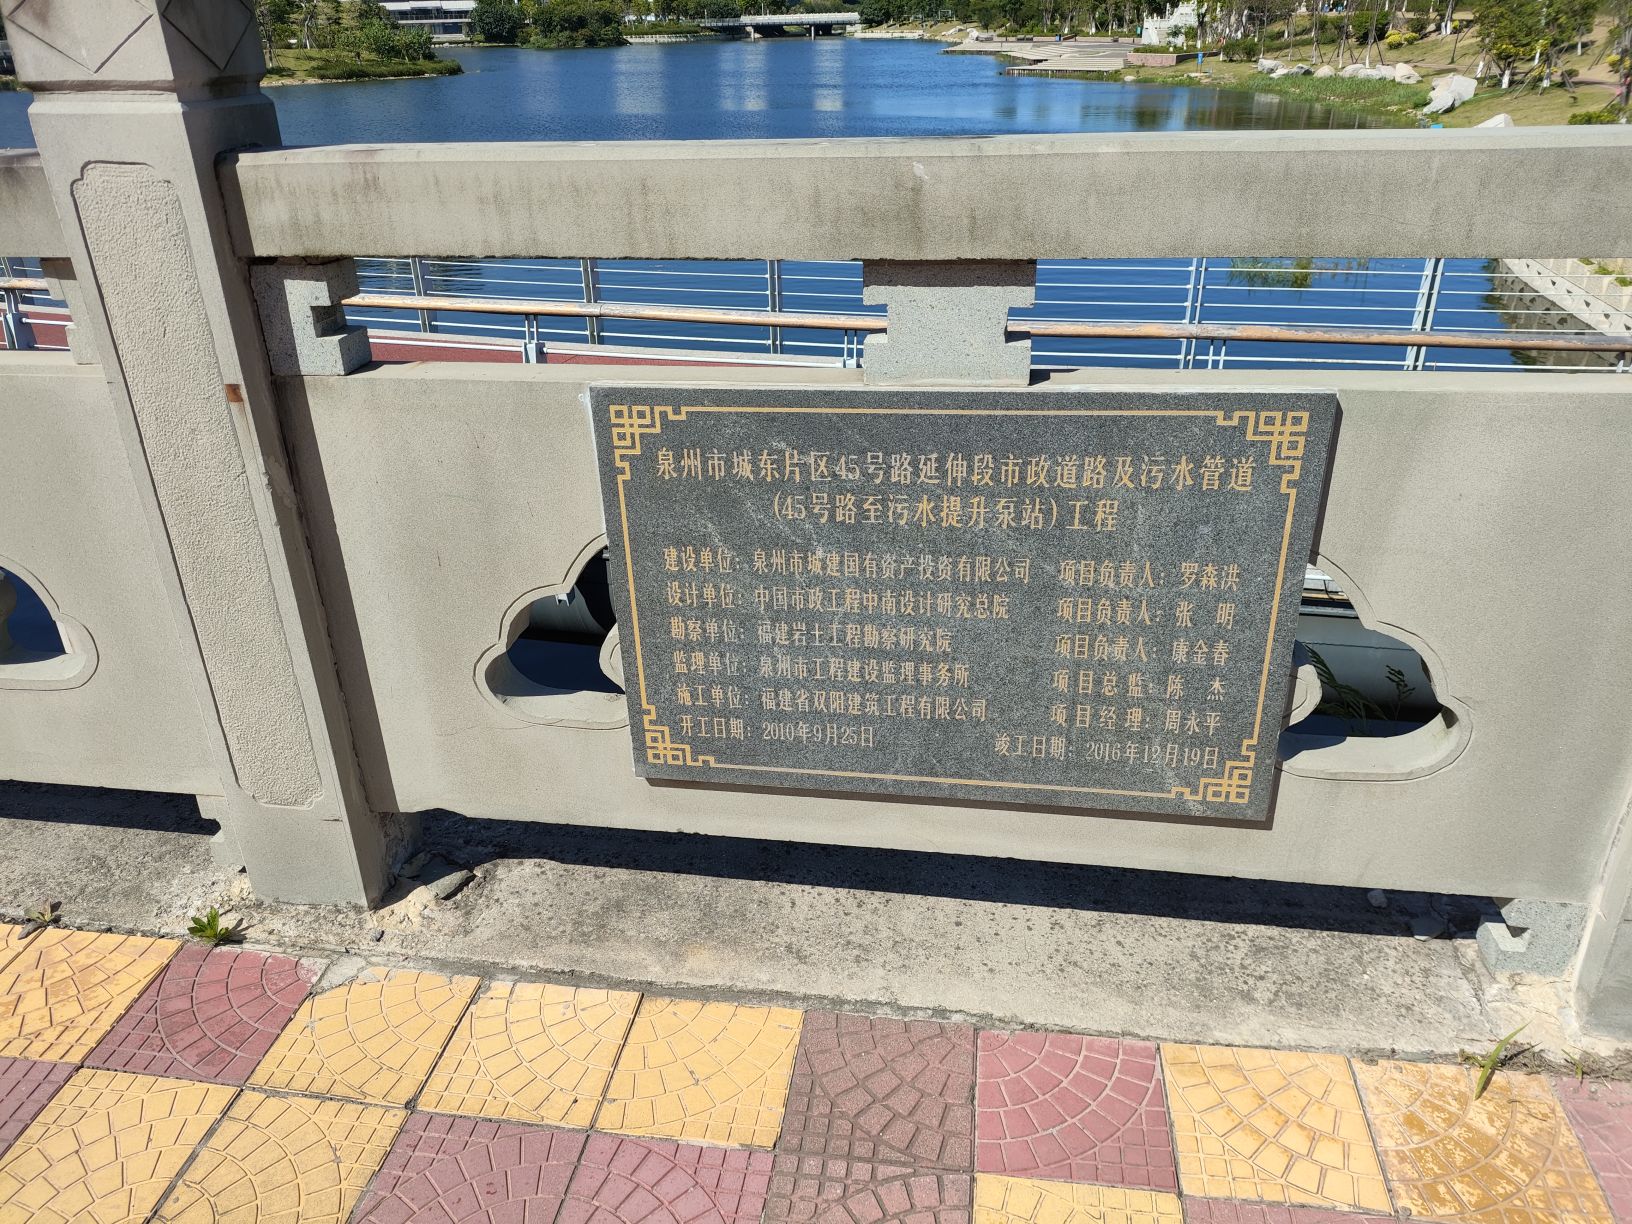 泉州市城东片区45号路延伸段市政道路及污水管道
(45号路至污水提升泵站)工程
建设单位：泉州市城建国有资产投资有限公司 项目负责人：罗森洪
设计单位：中国市政工程中南设计研究总院 项目负责人：张 明
勘察单位：福建岩土工程勘察研究院 项目负责人：康金春
监理单位：泉州市工程建设监理事务所 项目总监：陈 杰
施工单位：福建省双阳建筑工程有限公司 项目经理：周永平
开工日期：2010年9月25日 竣工日期：2016年12月19日